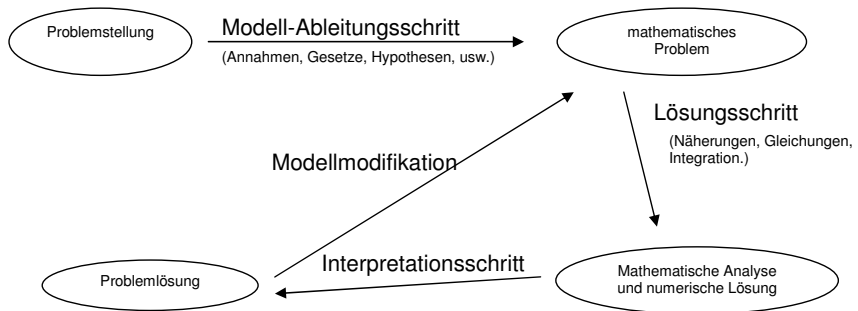 Problemstellung
Modell-Ableitungsschritt
(Annahmen, Gesetze, Hypothesen, usw.)
mathematisches
Problem
Lösungsschritt
(Näherungen, Gleichungen,
Integration.)
Modellmodifikation
Problemlösung
Interpretationsschritt
Mathematische Analyse
und numerische Lösung